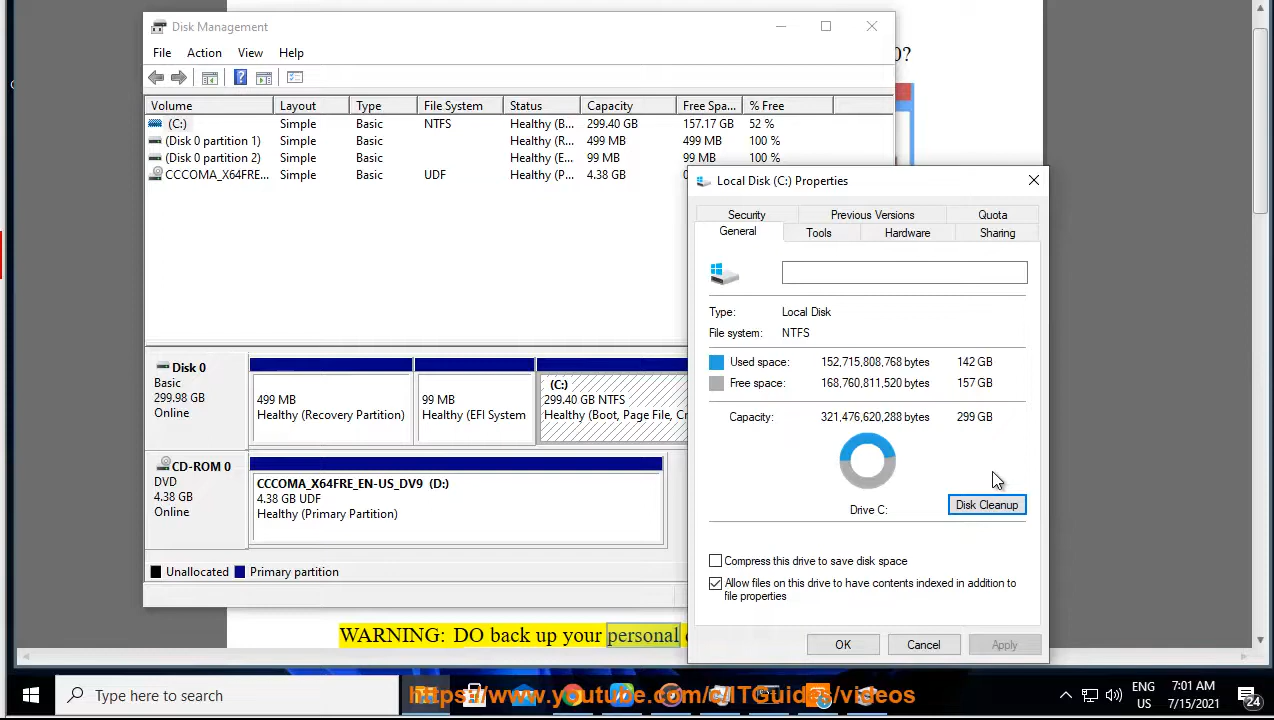 Disk Management
File Action View Help
0?
Volume Layout Type File System Status Capacity Free Spa... % Free
(C:) Simple Basic NTFS Healthy (B... 299.40 GB 157.17 GB 52 %
(Disk 0 partition 1) Simple Basic Healthy (R... 499 MB 499 MB 100 %
(Disk 0 partition 2) Simple Basic Healthy (E... 99 MB 99 MB 100 %
CCCOMA_X64FRE... Simple Basic UDF Healthy (P... 4.38 GB
Disk 0
Basic
299.98 GB
Online
499 MB
Healthy (Recovery Partition)
99 MB
Healthy (EFI System
(C:)
299.40 GB NTFS
Healthy (Boot, Page File, Cr
CD-ROM 0
DVD
4.38 GB
Online
CCCOMA_X64FRE_EN-US_DV9 (D:)
4.38 GB UDF
Healthy (Primary Partition)
Unallocated Primary partition
Local Disk (C:) Properties
Security Previous Versions Quota
General Tools Hardware Sharing
Type: Local Disk
File system: NTFS
Used space: 152,715,808,768 bytes 142 GB
Free space: 168,760,811,520 bytes 157 GB
Capacity: 321,476,620,288 bytes 299 GB
Drive C:
Disk Cleanup
Compress this drive to save disk space
Allow files on this drive to have contents indexed in addition to
file properties
OK Cancel Apply
WARNING: DO back up your personal
Type here to search
https://www.youtube.com/c/ITGuides/videos
ENG
US
7:01 AM
7/15/2021
24